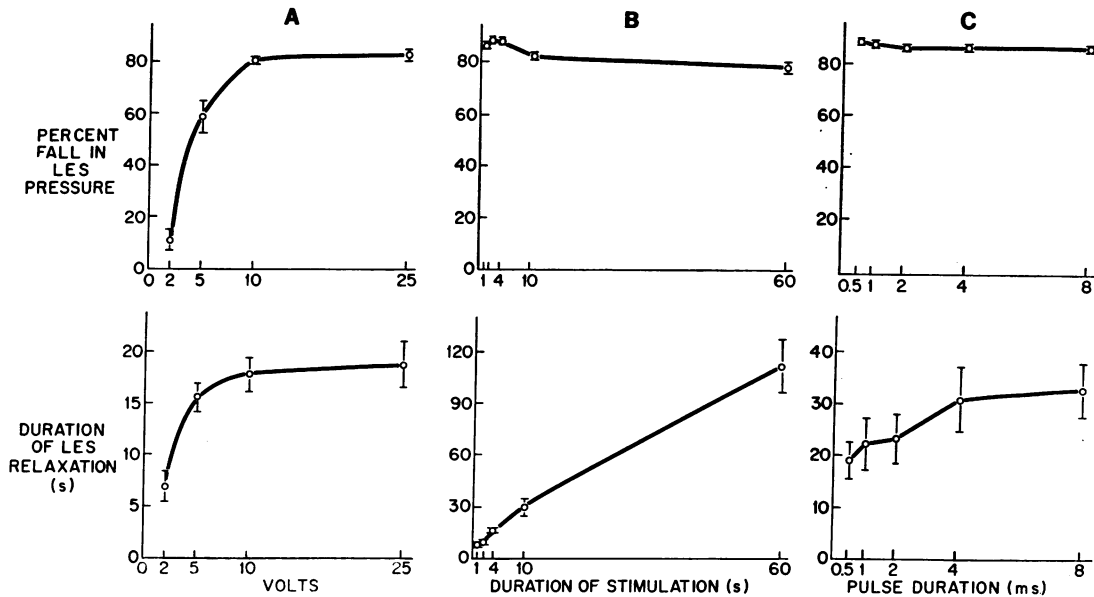 A
B
C
PERCENT
FALL IN
LES
PRESSURE
80
60
40
20
0
0 2 5 10 25
80
60
40
20
0
1 4 10 60
80
60
40
20
0
0.5 1 2 4 8
DURATION
OF LES
RELAXATION
(s)
20
15
10
5
0
0 2 5 10 25
VOLTS
120
90
60
30
0
1 4 10 60
DURATION OF STIMULATION (s)
40
30
20
10
0
0.5 1 2 4 8
PULSE DURATION (ms.)